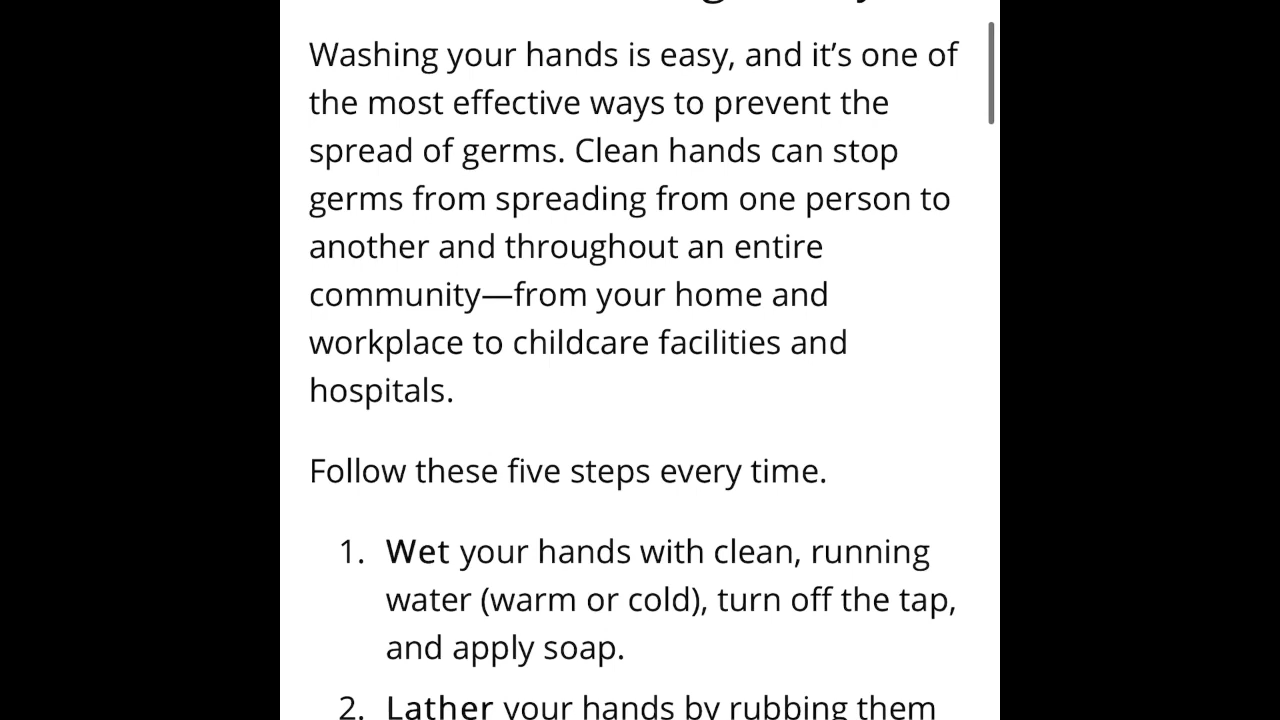 Washing your hands is easy, and it’s one of
the most effective ways to prevent the
spread of germs. Clean hands can stop
germs from spreading from one person to
another and throughout an entire
community—from your home and
workplace to childcare facilities and
hospitals.
Follow these five steps every time.
1. Wet your hands with clean, running
water (warm or cold), turn off the tap,
and apply soap.
2. Lather your hands by rubbing them